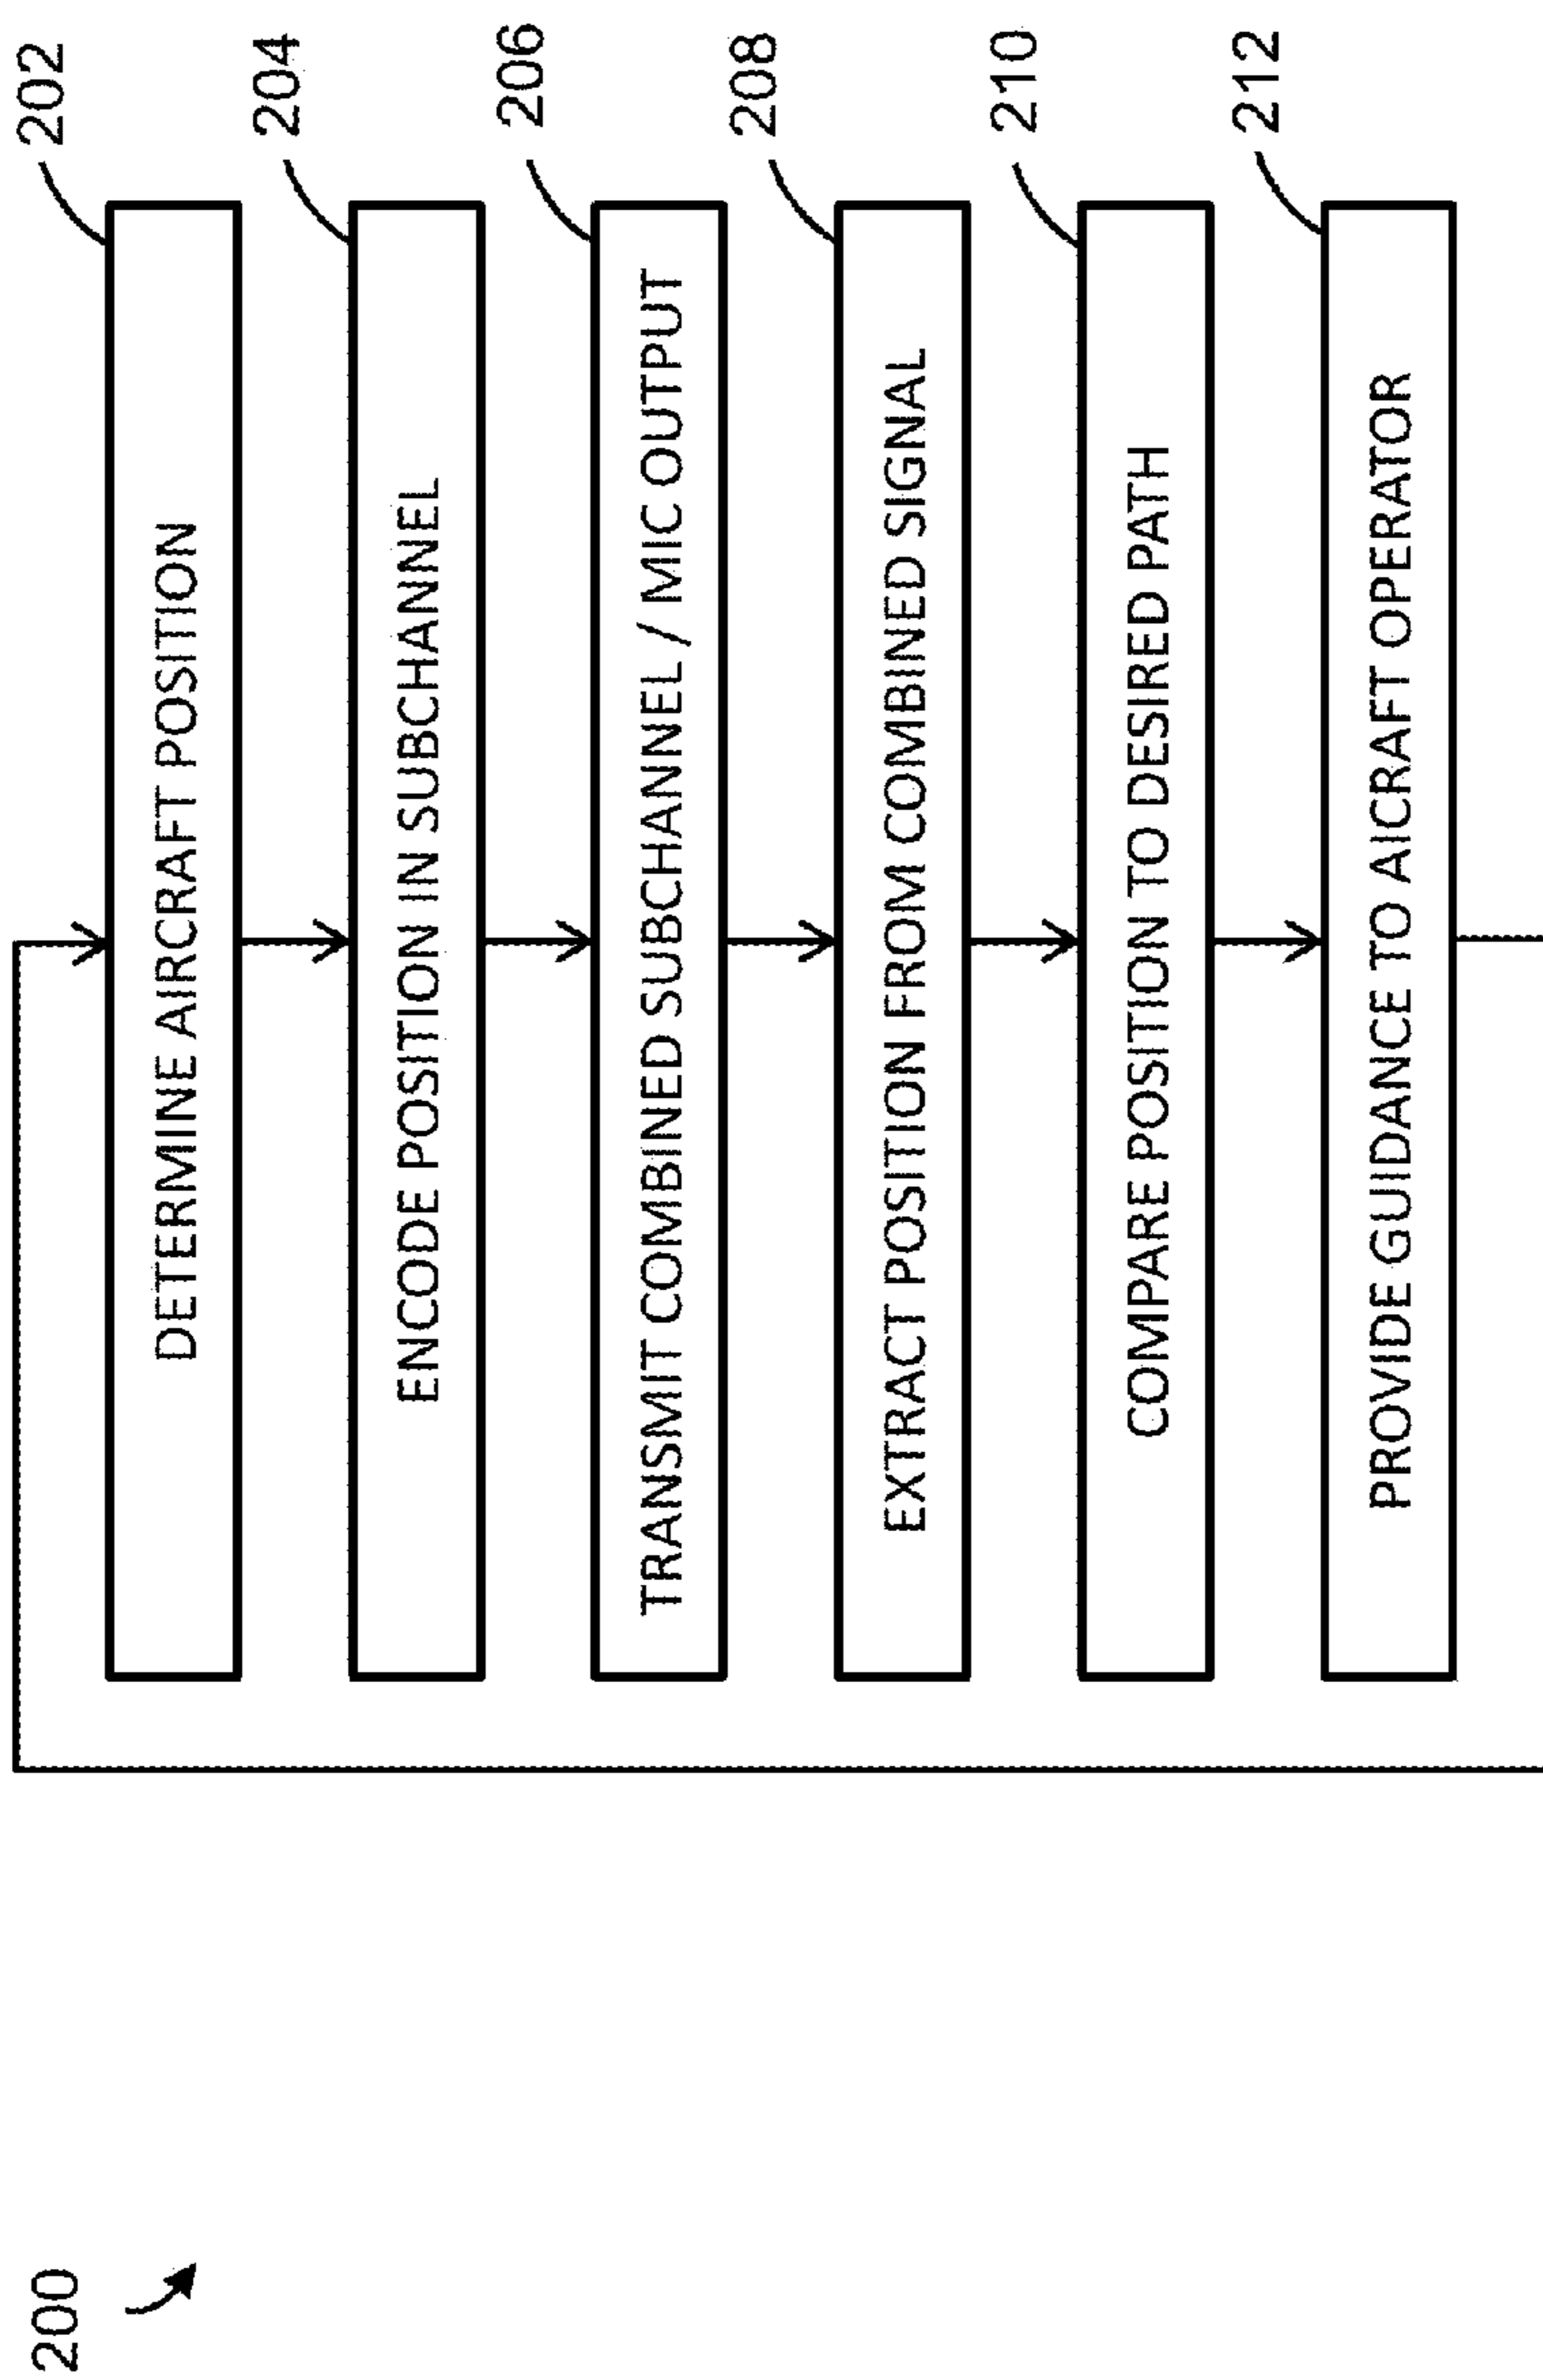 200
202
DETERMINE AIRCRAFT POSITION
204
ENCODE POSITION IN SUBCHANNEL
206
TRANSMIT COMBINED SUBCHANNEL / MIC OUTPUT
208
EXTRACT POSITION FROM COMBINED SIGNAL
210
COMPARE POSITION TO DESIRED PATH
212
PROVIDE GUIDANCE TO AICRAFT OPERATOR